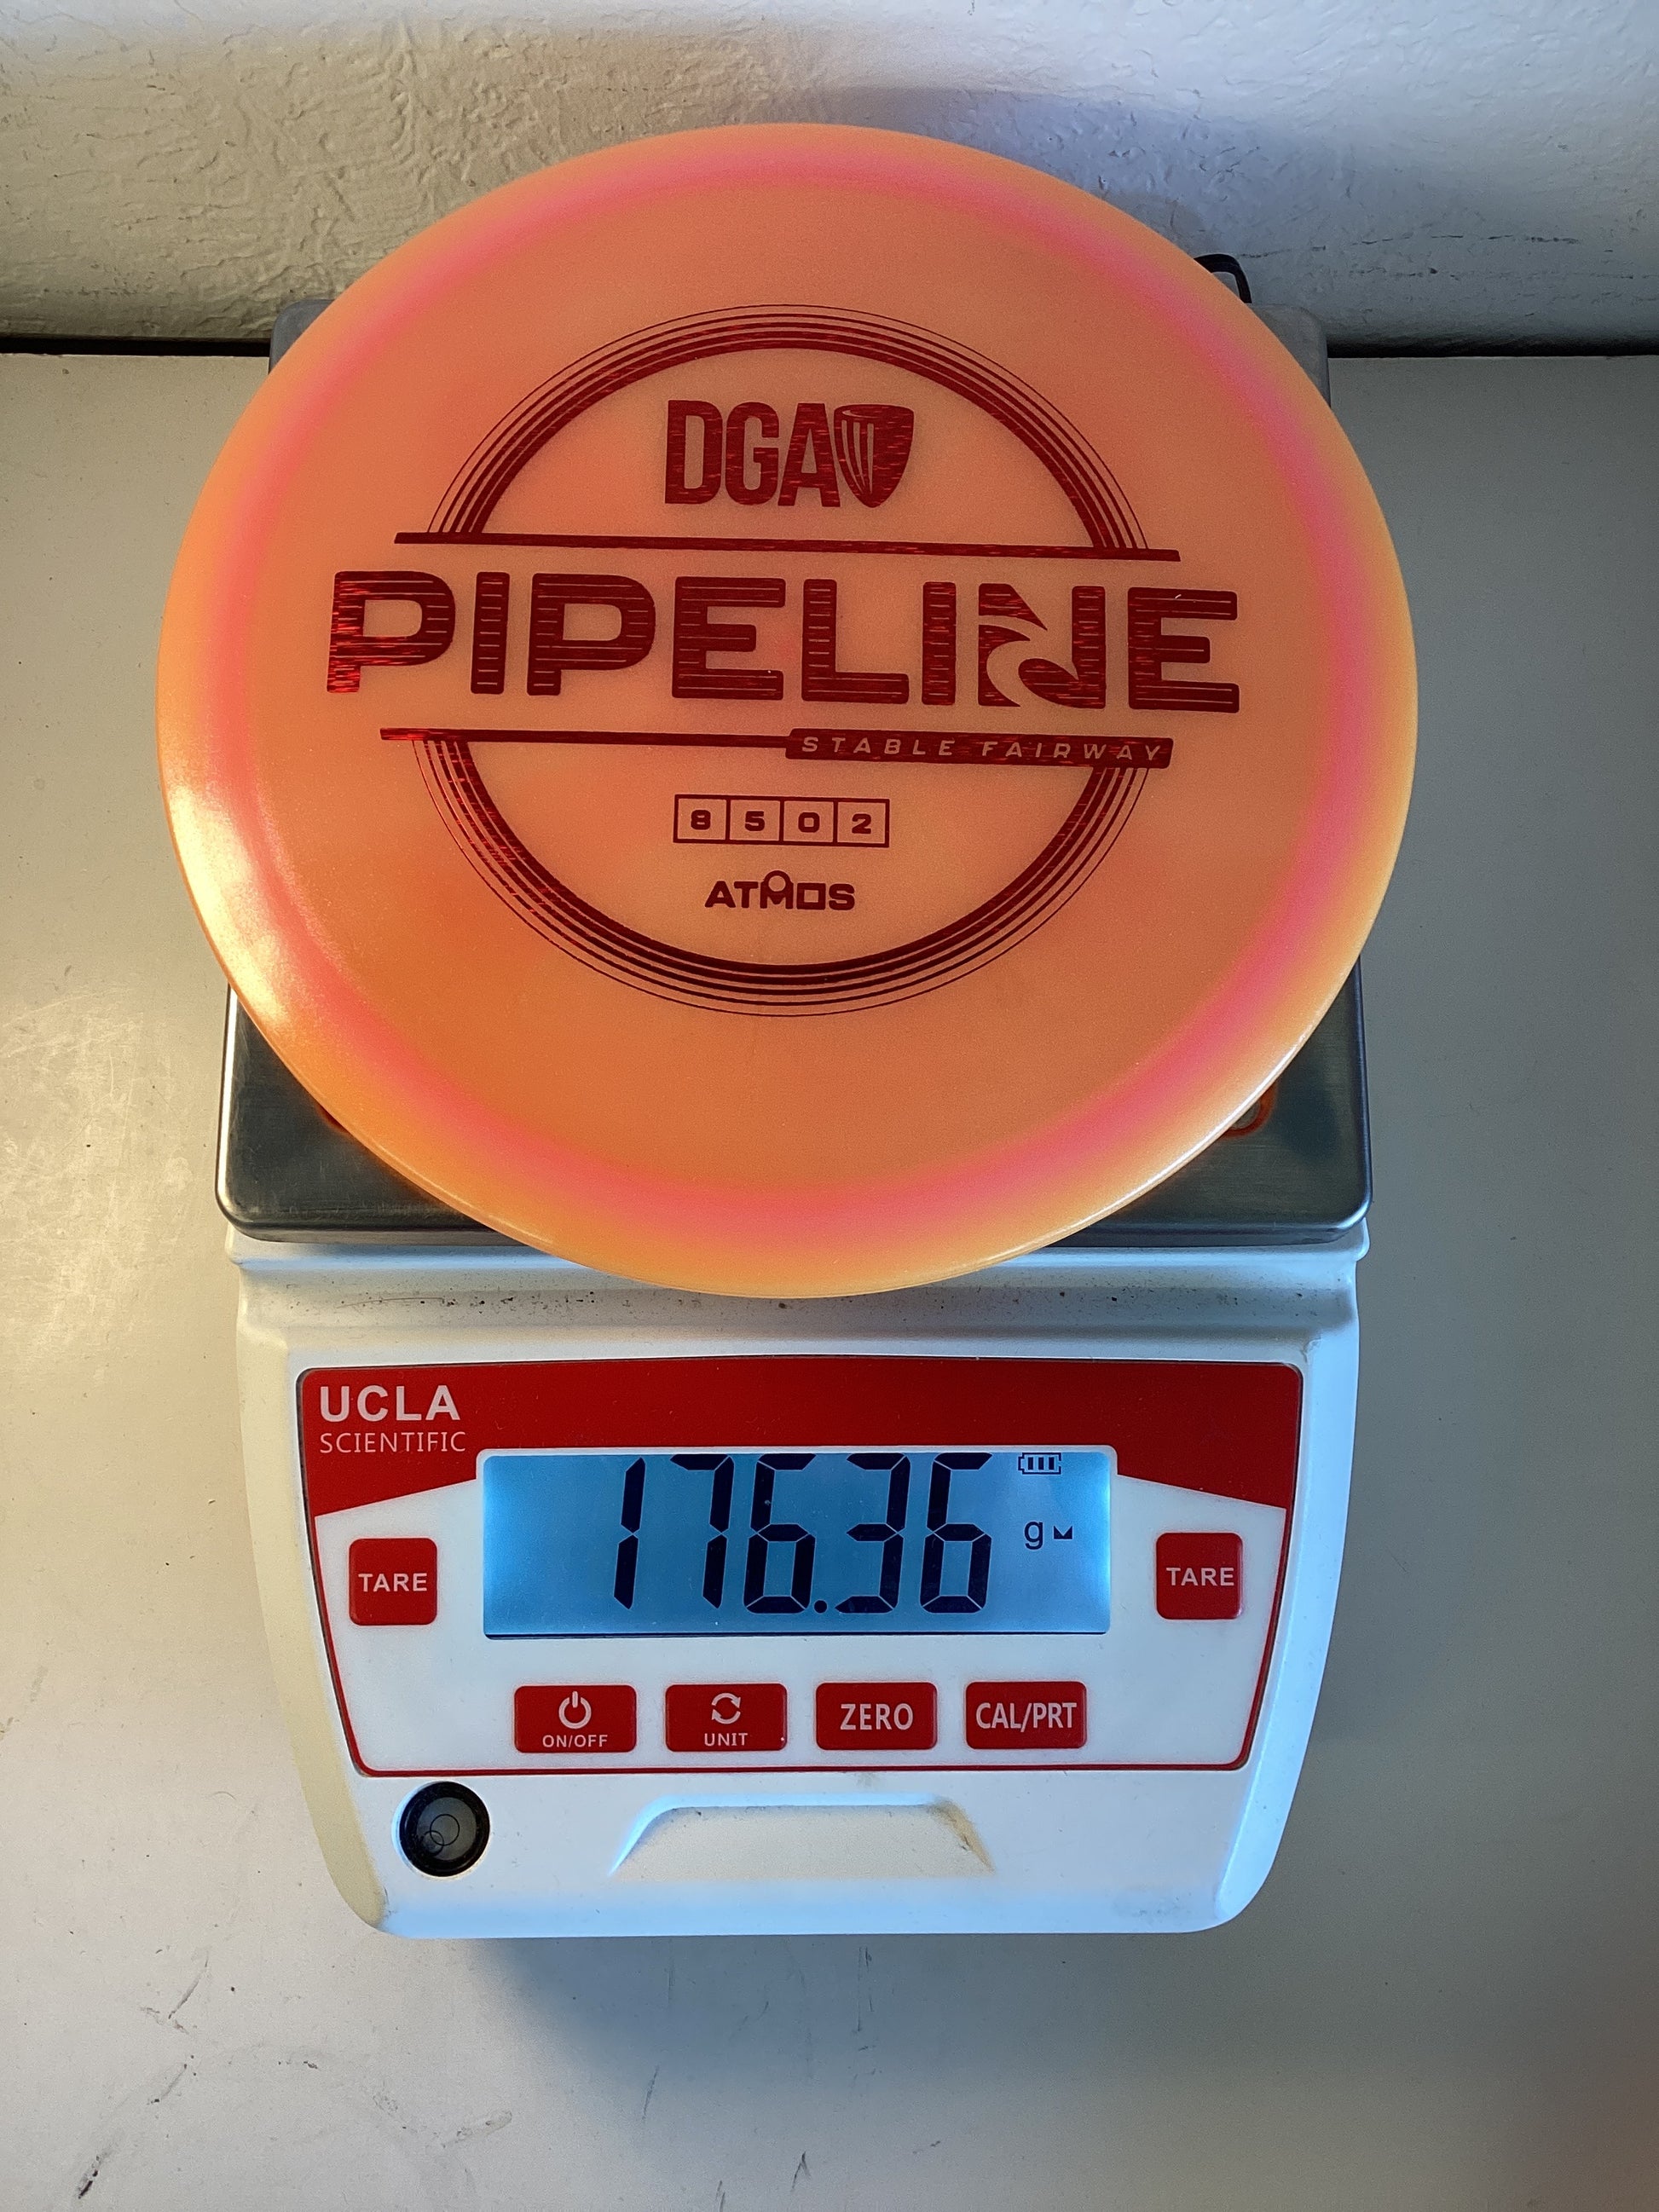 DGA
PIPELINE
STABLE FAIRWAY
8 5 0 2
ATMOS
UCLA
SCIENTIFIC
176.36 g
TARE TARE
ON/OFF UNIT ZERO CAL/PRT